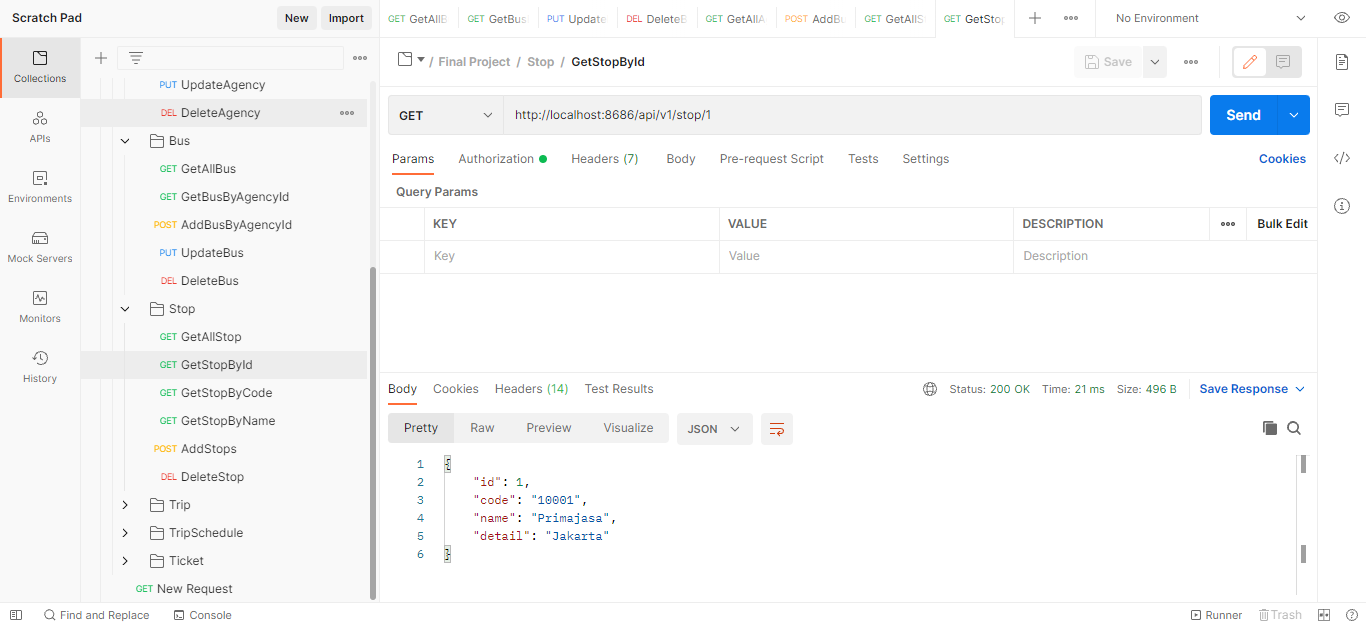 Scratch Pad
New
Import
GET GetAllB
GET GetBus
PUT Update
DEL DeleteB
GET GetAllA
POST AddBu
GET GetAllS
GET GetStop
No Environment
Collections
APIs
Environments
Mock Servers
Monitors
History
PUT UpdateAgency
DEL DeleteAgency
Bus
GET GetAllBus
GET GetBusByAgencyId
POST AddBusByAgencyId
PUT UpdateBus
DEL DeleteBus
Stop
GET GetAllStop
GET GetStopById
GET GetStopByCode
GET GetStopByName
POST AddStops
DEL DeleteStop
Trip
TripSchedule
Ticket
GET New Request
/ Final Project / Stop / GetStopById
Save
GET
http://localhost:8686/api/v1/stop/1
Send
Params
Authorization
Headers (7)
Body
Pre-request Script
Tests
Settings
Cookies
Query Params
KEY
VALUE
DESCRIPTION
Bulk Edit
Key
Value
Description
Body
Cookies
Headers (14)
Test Results
Status: 200 OK
Time: 21 ms
Size: 496 B
Save Response
Pretty
Raw
Preview
Visualize
JSON
1 {
2 "id": 1,
3 "code": "10001",
4 "name": "Primajasa",
5 "detail": "Jakarta"
6 }
Find and Replace
Console
Runner
Trash